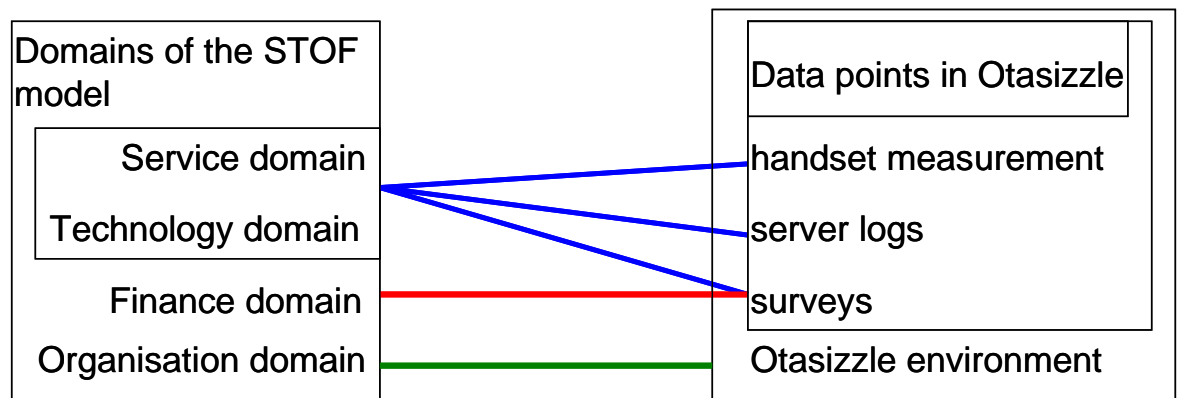 Domains of the STOF
model
Service domain
Technology domain
Finance domain
Organisation domain
Data points in Otasizzle
handset measurement
server logs
surveys
Otasizzle environment